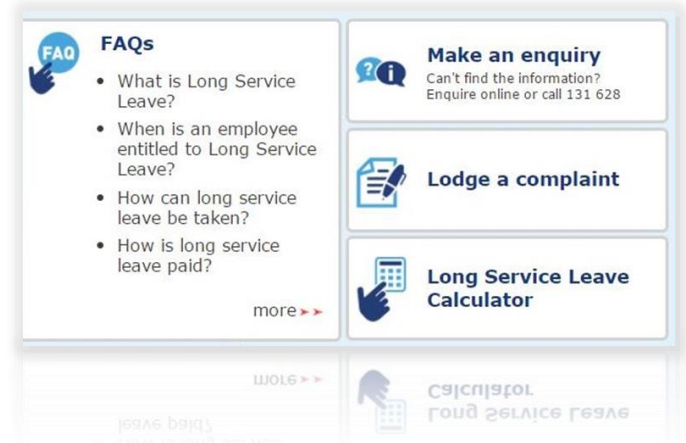 FAQ
FAQs
• What is Long Service
Leave?
• When is an employee
entitled to Long Service
Leave?
• How can long service
leave be taken?
• How is long service
leave paid?
more
Make an enquiry
Can't find the information?
Enquire online or call 131 628
Lodge a complaint
Long Service Leave
Calculator